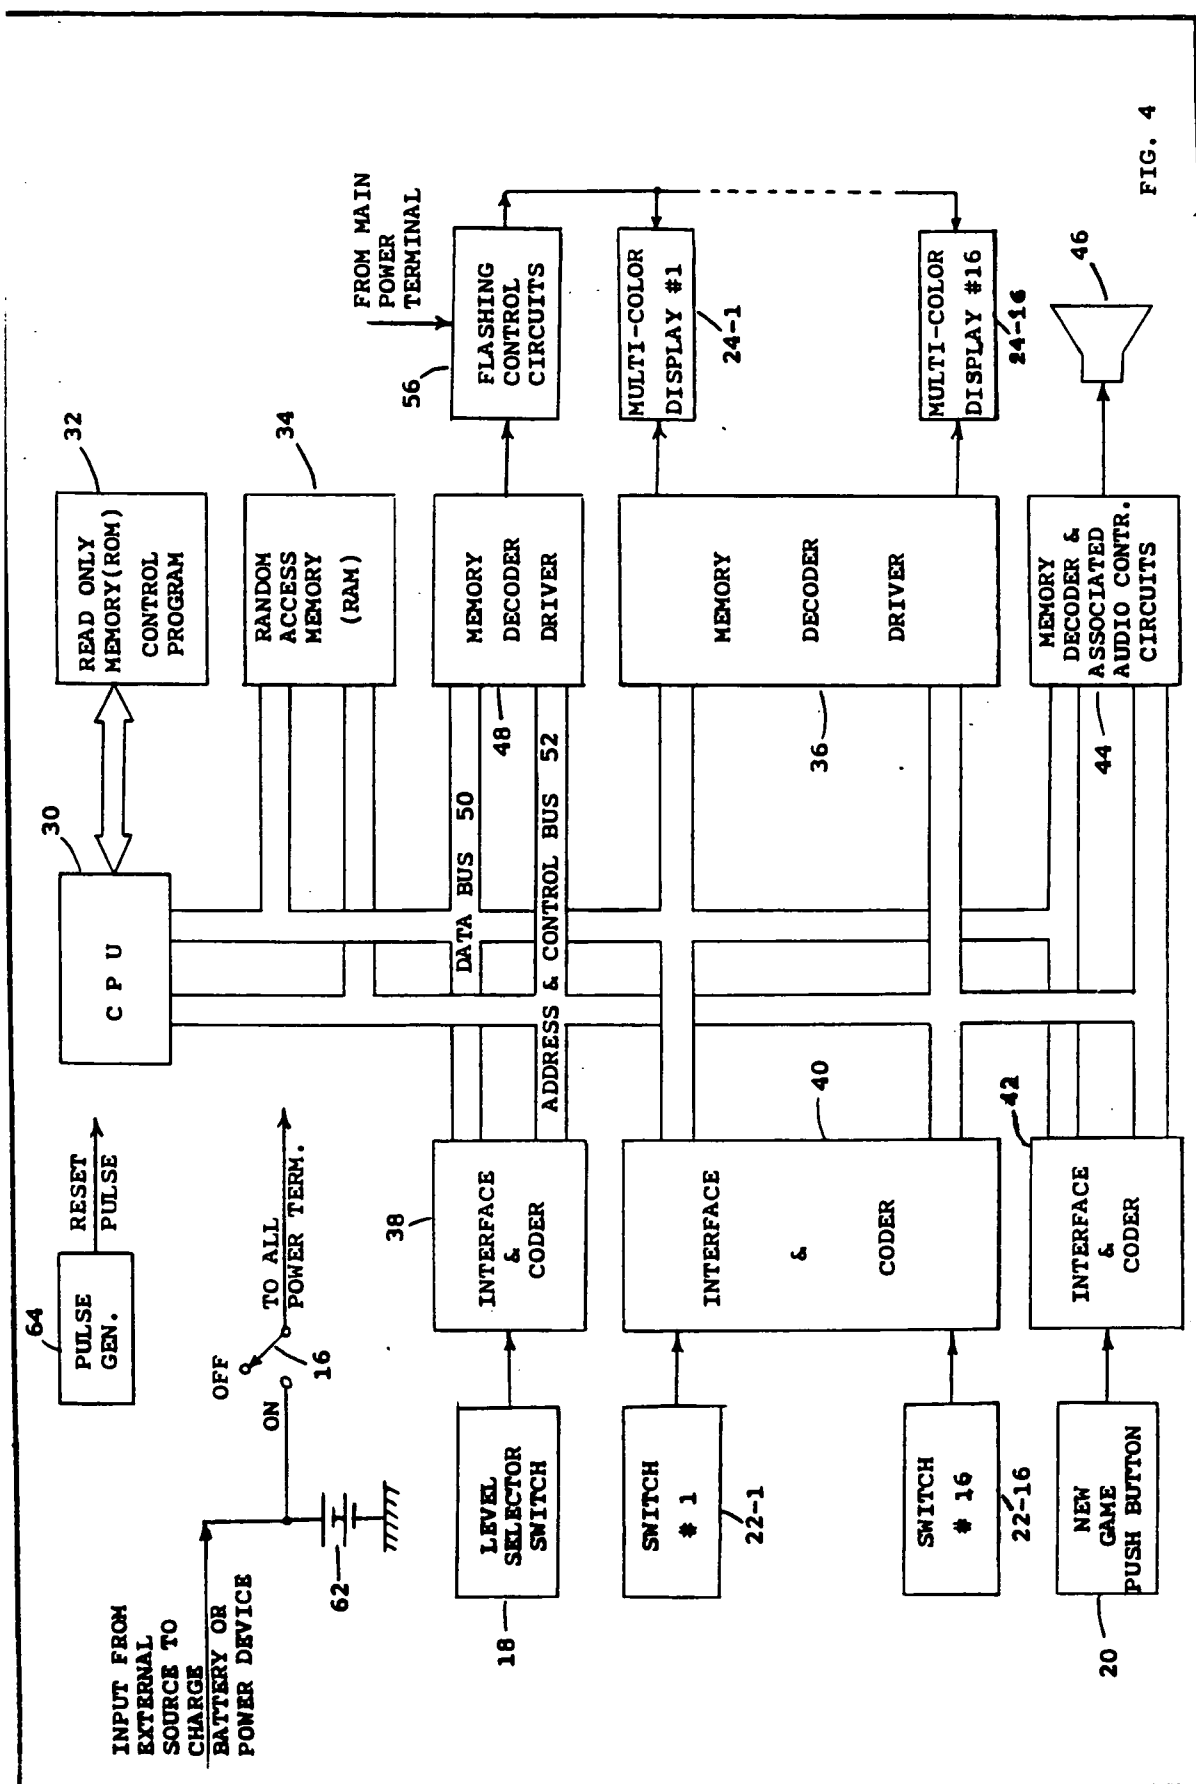 INPUT FROM
EXTERNAL
SOURCE TO
CHARGE
BATTERY OR
POWER DEVICE
62
OFF
ON
16
TO ALL
POWER TERM.
64
PULSE
GEN.
RESET
PULSE
30
C P U
32
READ ONLY
MEMORY(ROM)
CONTROL
PROGRAM
34
RANDOM
ACCESS
MEMORY
(RAM)
18
LEVEL
SELECTOR
SWITCH
38
INTERFACE
&
CODER
DATA BUS 50
ADDRESS & CONTROL BUS 52
48
MEMORY
DECODER
DRIVER
56
FLASHING
CONTROL
CIRCUITS
FROM MAIN
POWER
TERMINAL
SWITCH
# 1
22-1
SWITCH
# 16
22-16
INTERFACE
&
CODER
40
36
MEMORY
DECODER
DRIVER
MULTI-COLOR
DISPLAY #1
24-1
MULTI-COLOR
DISPLAY #16
24-16
20
NEW
GAME
PUSH BUTTON
42
INTERFACE
&
CODER
44
MEMORY
DECODER &
ASSOCIATED
AUDIO CONTR.
CIRCUITS
46
FIG. 4